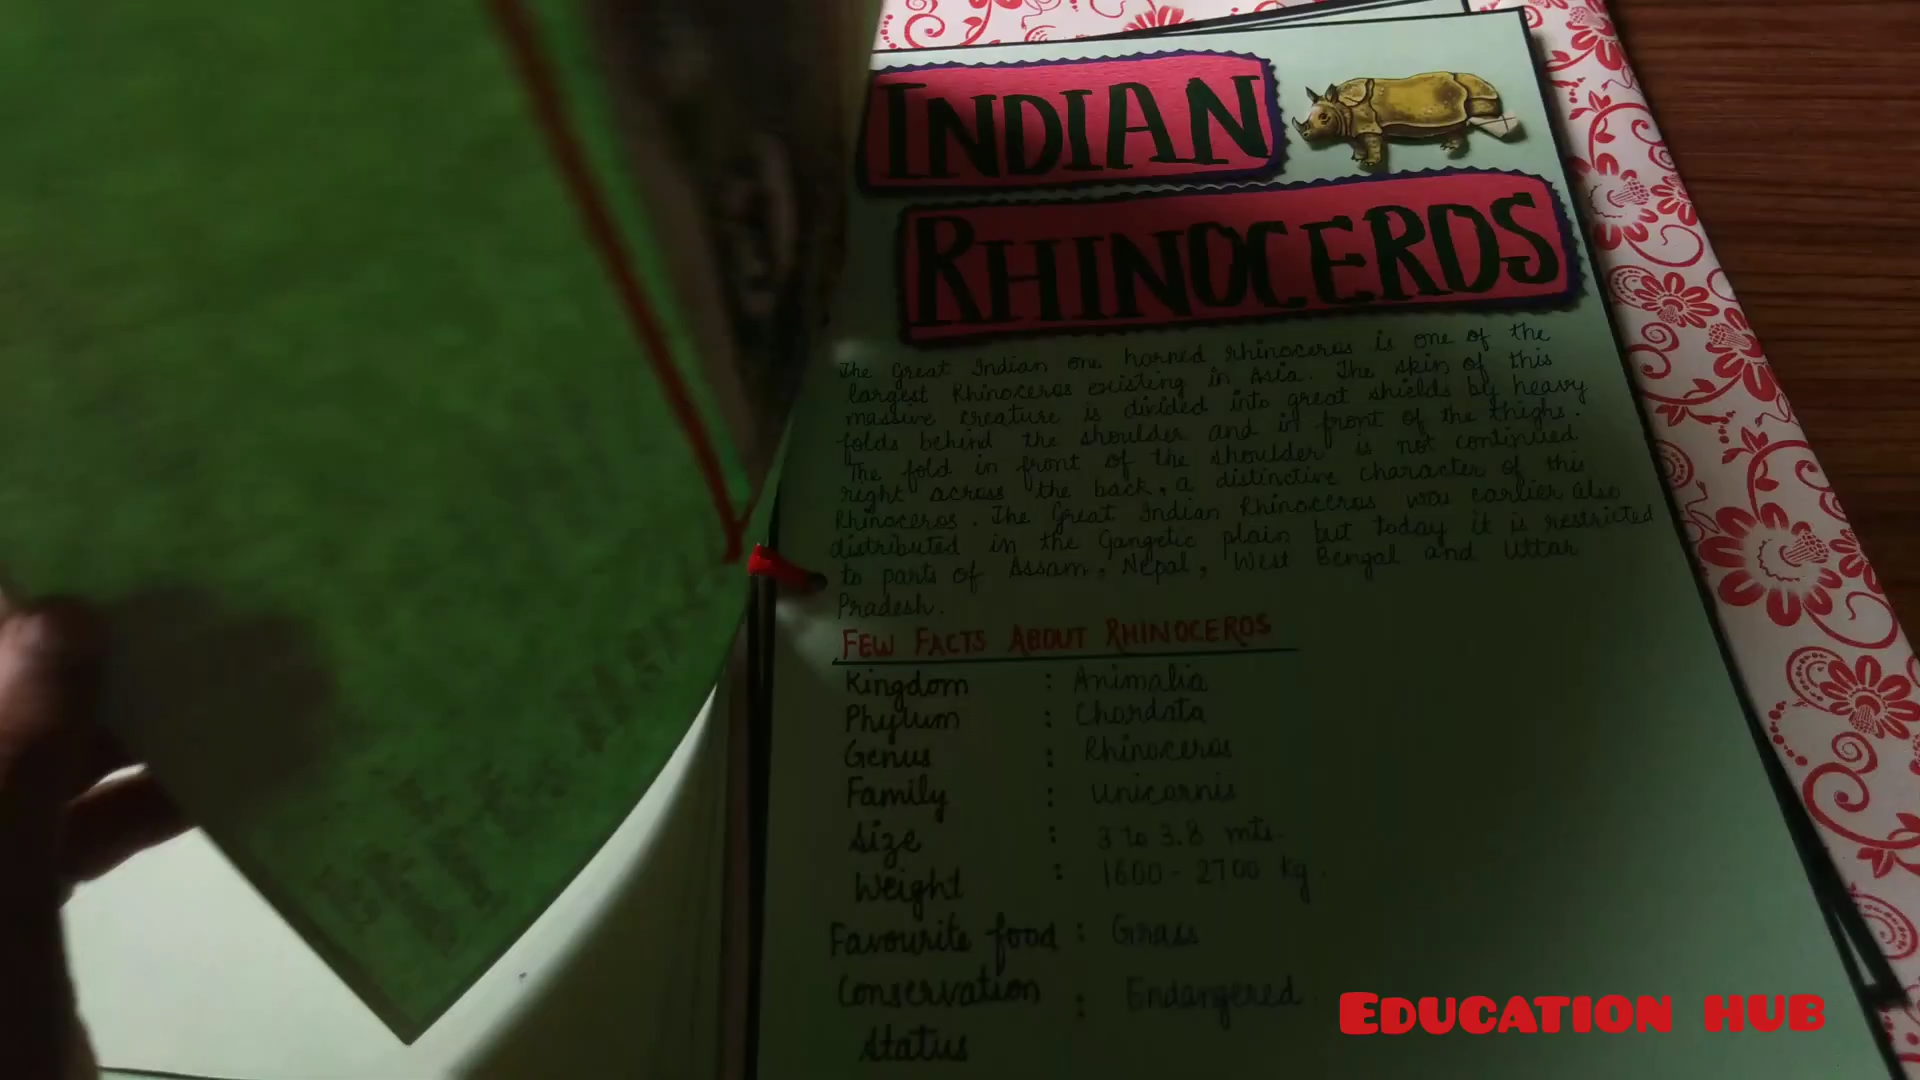 INDIAN
RHINOCEROS
The Great Indian one horned rhinoceros is one of the
largest Rhinoceros existing in Asia. The skin of this
massive creature is divided into great shields by heavy
folds behind the shoulder and in front of the thighs.
The fold in front of the shoulder is not continued
right across the back, a distinctive character of this
Rhinoceros. The Great Indian Rhinoceros was earlier also
distributed in the Gangetic plain but today it is restricted
to parts of Assam, Nepal, West Bengal and Uttar
Pradesh.
FEW FACTS ABOUT RHINOCEROS
Kingdom : Animalia
Phylum : Chordata
Genus : Rhinoceros
Family : Unicornis
Size : 3 to 3.8 mts.
Weight : 1600 - 2700 kg.
Favourite food : Grass
Conservation : Endangered
Status
EDUCATION HUB